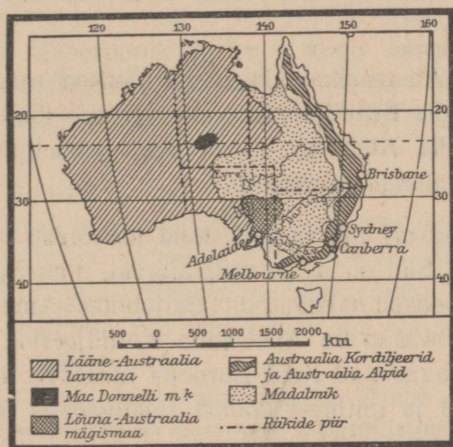 120 130 140 150 160
20 20
Brisbane
30 30
Adelaide
Sydney
Canberra
Melbourne
40 40
500 0 500 1000 1500 2000 km
Lääne-Austraalia lavamaa
Mac Donnelli m k
Lõuna-Austraalia mägismaa
Austraalia Kordiljeerid ja Austraalia Alpid
Madalmik
Riikide piir